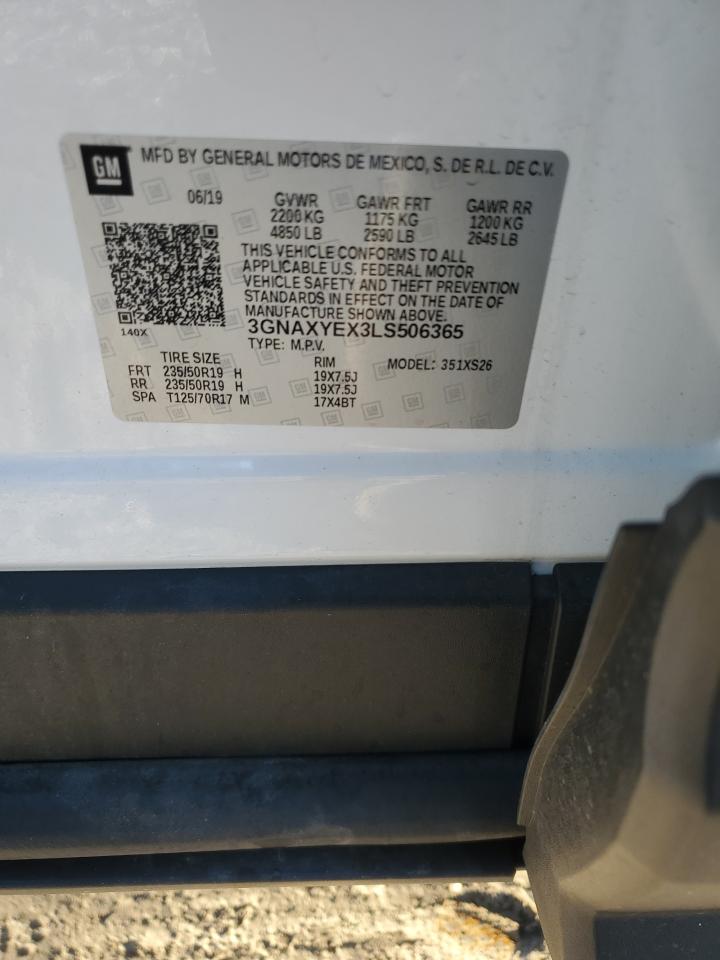 GM MFD BY GENERAL MOTORS DE MEXICO, S. DE R.L. DE C.V.
06/19 GVWR GAWR FRT GAWR RR
2200 KG 1175 KG 1200 KG
4850 LB 2590 LB 2645 LB
THIS VEHICLE CONFORMS TO ALL
APPLICABLE U.S. FEDERAL MOTOR
VEHICLE SAFETY AND THEFT PREVENTION
STANDARDS IN EFFECT ON THE DATE OF
MANUFACTURE SHOWN ABOVE.
140X 3GNAXYEX3LS506365
TYPE: M.P.V.
TIRE SIZE RIM MODEL: 351XS26
FRT 235/50R19 H 19X7.5J
RR 235/50R19 H 19X7.5J
SPA T125/70R17 M 17X4BT